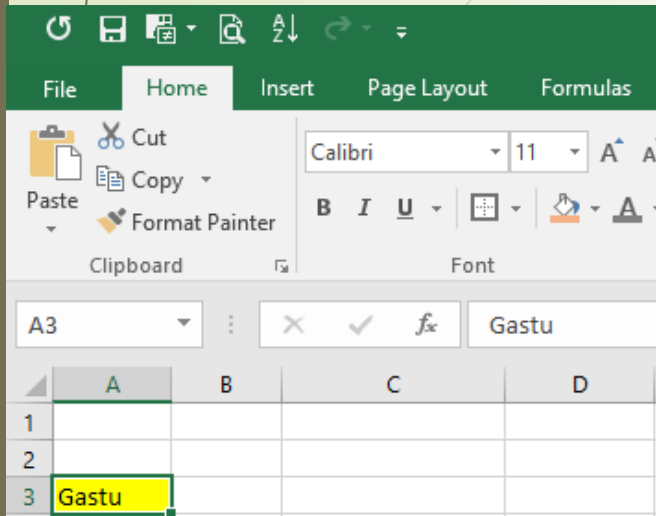 File Home Insert Page Layout Formulas
Cut
Copy
Paste
Format Painter
Clipboard
Calibri 11 A A
B I U A
Font
A3 fx Gastu
A B C D
1
2
3 Gastu